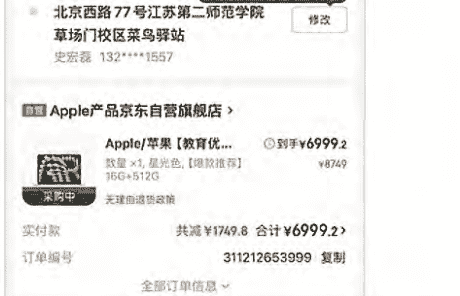 北京西路77号江苏第二师范学院
草场门校区菜鸟驿站
修改
史宏磊 132****1557
自营 Apple产品京东自营旗舰店 >
Apple/苹果【教育优... 到手¥6999.2
数量 ×1, 星光色,【爆款推荐】 ¥8749
16G+512G
采购中
无理由退货政策
实付款 共减 ¥1749.8 合计 ¥6999.2 >
订单编号 311212653999 复制
全部订单信息